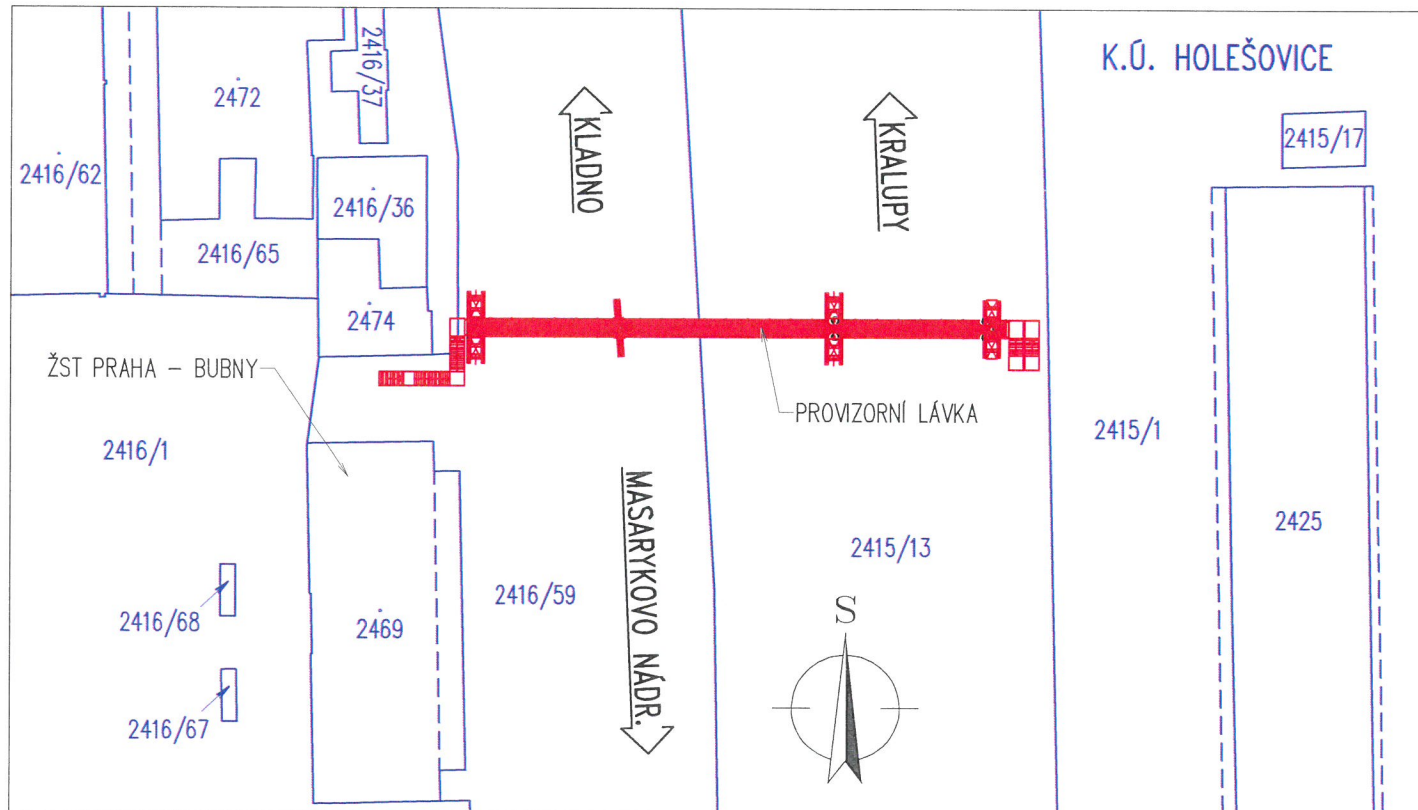 K.Ú. HOLEŠOVICE
2416/37
2472
2415/17
KLADNO
KRALUPY
2416/62
2416/36
2416/65
2474
ŽST PRAHA – BUBNY
PROVIZORNÍ LÁVKA
2416/1
2415/1
MASARYKOVO NÁDR.
2425
2415/13
2416/59
2416/68
2469
S
2416/67